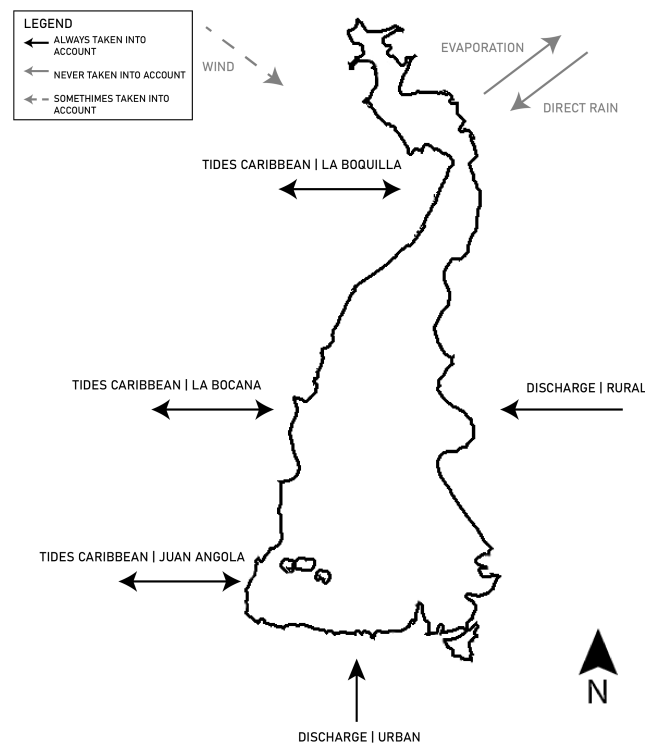 LEGEND
ALWAYS TAKEN INTO
ACCOUNT
NEVER TAKEN INTO ACCOUNT
SOMETHIMES TAKEN INTO
ACCOUNT
WIND
EVAPORATION
DIRECT RAIN
TIDES CARIBBEAN | LA BOQUILLA
TIDES CARIBBEAN | LA BOCANA
DISCHARGE | RURAL
TIDES CARIBBEAN | JUAN ANGOLA
N
DISCHARGE | URBAN